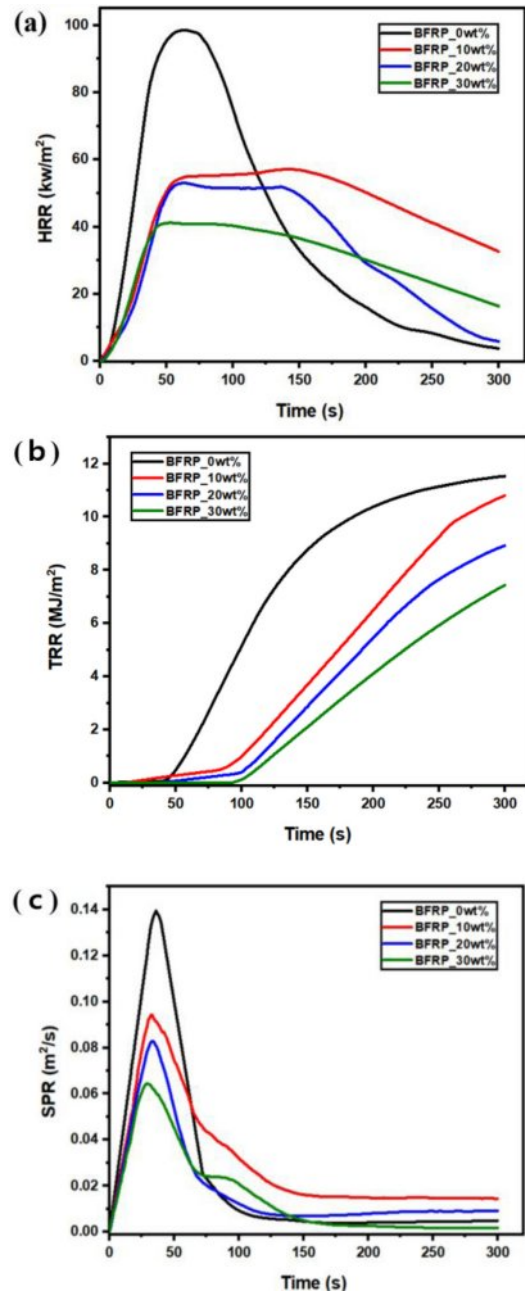 (a)
100
80
60
40
20
0
HRR (kw/m²)
BFRP_0wt%
BFRP_10wt%
BFRP_20wt%
BFRP_30wt%
0 50 100 150 200 250 300
Time (s)
(b)
12
10
8
6
4
2
0
TRR (MJ/m²)
BFRP_0wt%
BFRP_10wt%
BFRP_20wt%
BFRP_30wt%
0 50 100 150 200 250 300
Time (s)
(c)
0.14
0.12
0.10
0.08
0.06
0.04
0.02
0.00
SPR (m²/s)
BFRP_0wt%
BFRP_10wt%
BFRP_20wt%
BFRP_30wt%
0 50 100 150 200 250 300
Time (s)